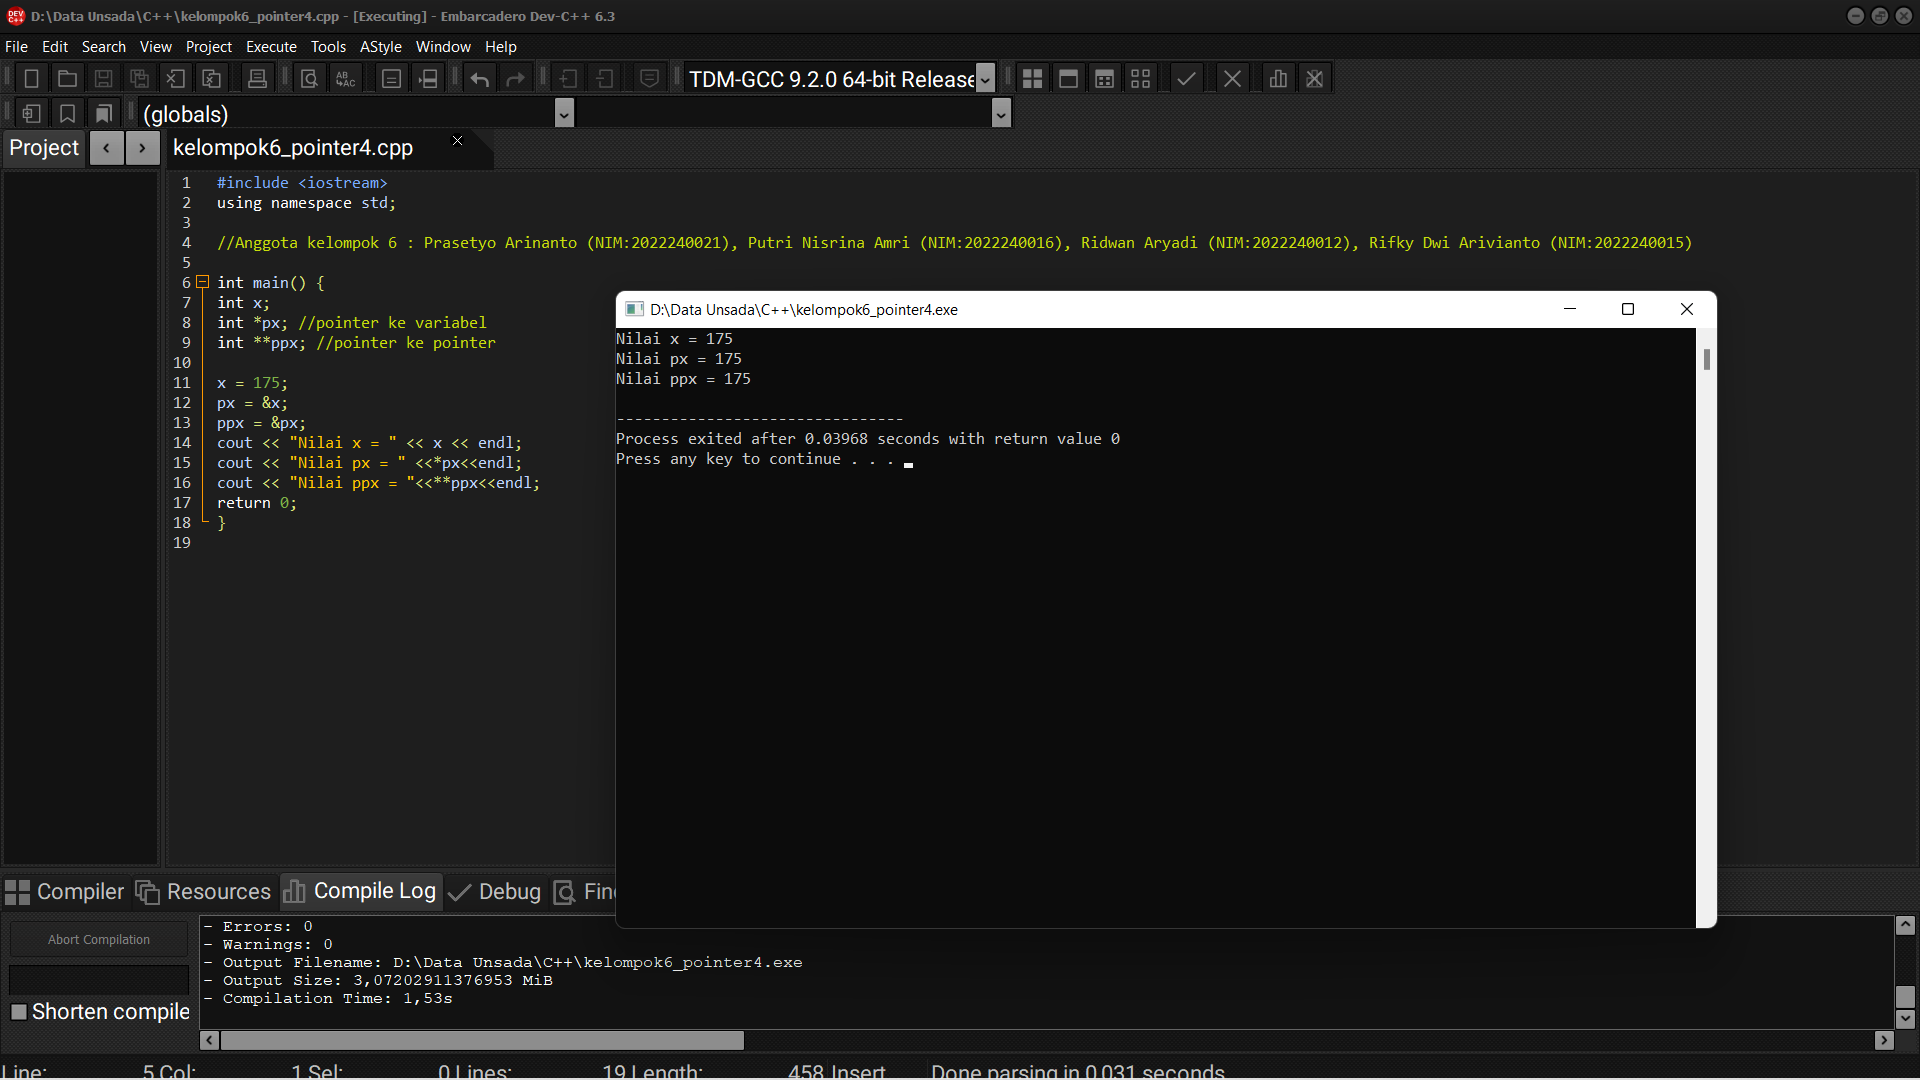 D:\Data Unsada\C++\kelompok6_pointer4.cpp - [Executing] - Embarcadero Dev-C++ 6.3
File Edit Search View Project Execute Tools AStyle Window Help
TDM-GCC 9.2.0 64-bit Release
(globals)
Project kelompok6_pointer4.cpp
1 #include <iostream>
2 using namespace std;
3
4 //Anggota kelompok 6 : Prasetyo Arinanto (NIM:2022240021), Putri Nisrina Amri (NIM:2022240016), Ridwan Aryadi (NIM:2022240012), Rifky Dwi Arivianto (NIM:2022240015)
5
6 int main() {
7 int x;
8 int *px; //pointer ke variabel
9 int **ppx; //pointer ke pointer
10
11 x = 175;
12 px = &x;
13 ppx = &px;
14 cout << "Nilai x = " << x << endl;
15 cout << "Nilai px = " <<*px<<endl;
16 cout << "Nilai ppx = "<<**ppx<<endl;
17 return 0;
18 }
19
D:\Data Unsada\C++\kelompok6_pointer4.exe
Nilai x = 175
Nilai px = 175
Nilai ppx = 175
--------------------------------
Process exited after 0.03968 seconds with return value 0
Press any key to continue . . .
Compiler Resources Compile Log Debug Find
Abort Compilation
Shorten compile
- Errors: 0
- Warnings: 0
- Output Filename: D:\Data Unsada\C++\kelompok6_pointer4.exe
- Output Size: 3,07202911376953 MiB
- Compilation Time: 1,53s
Line: 5 Col: 1 Sel: 0 Lines: 19 Length: 458 Insert Done parsing in 0.031 seconds